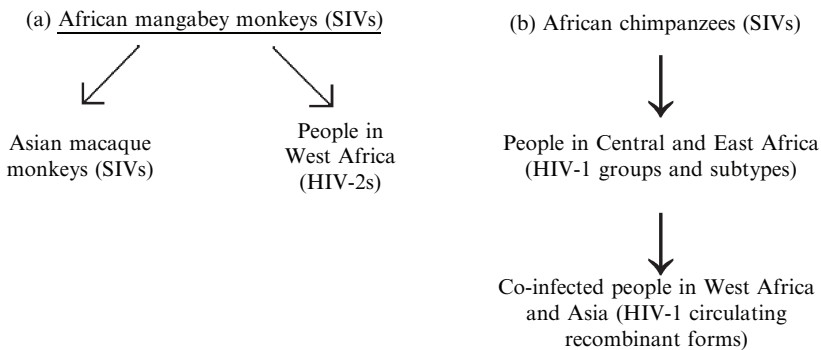 (a) African mangabey monkeys (SIVs)
Asian macaque
monkeys (SIVs)
People in
West Africa
(HIV-2s)
(b) African chimpanzees (SIVs)
People in Central and East Africa
(HIV-1 groups and subtypes)
Co-infected people in West Africa
and Asia (HIV-1 circulating
recombinant forms)